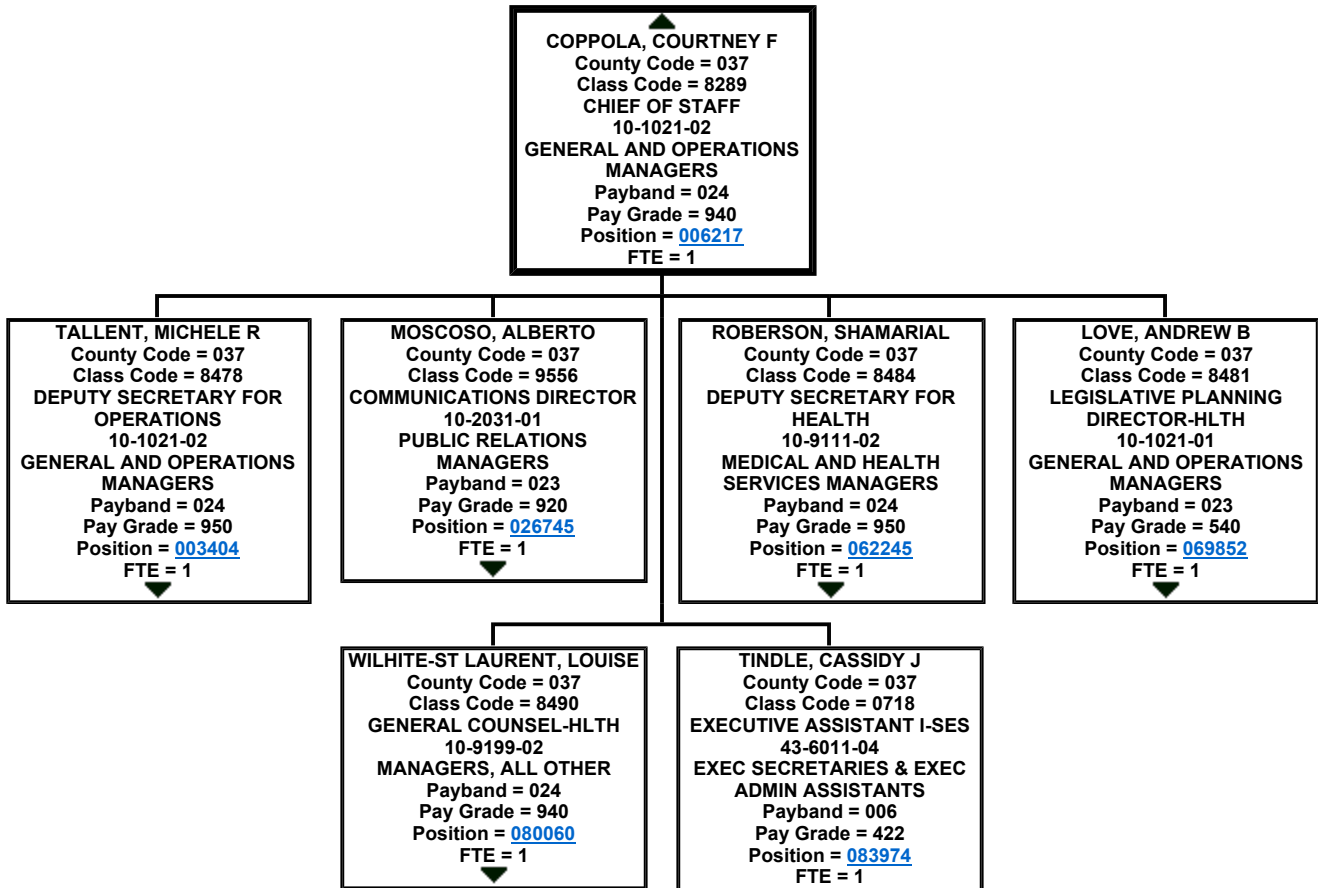 COPPOLA, COURTNEY F
County Code = 037
Class Code = 8289
CHIEF OF STAFF
10-1021-02
GENERAL AND OPERATIONS
MANAGERS
Payband = 024
Pay Grade = 940
Position = 006217
FTE = 1
TALLENT, MICHELE R
County Code = 037
Class Code = 8478
DEPUTY SECRETARY FOR
OPERATIONS
10-1021-02
GENERAL AND OPERATIONS
MANAGERS
Payband = 024
Pay Grade = 950
Position = 003404
FTE = 1
MOSCOSO, ALBERTO
County Code = 037
Class Code = 9556
COMMUNICATIONS DIRECTOR
10-2031-01
PUBLIC RELATIONS
MANAGERS
Payband = 023
Pay Grade = 920
Position = 026745
FTE = 1
ROBERSON, SHAMARIAL
County Code = 037
Class Code = 8484
DEPUTY SECRETARY FOR
HEALTH
10-9111-02
MEDICAL AND HEALTH
SERVICES MANAGERS
Payband = 024
Pay Grade = 950
Position = 062245
FTE = 1
LOVE, ANDREW B
County Code = 037
Class Code = 8481
LEGISLATIVE PLANNING
DIRECTOR-HLTH
10-1021-01
GENERAL AND OPERATIONS
MANAGERS
Payband = 023
Pay Grade = 540
Position = 069852
FTE = 1
WILHITE-ST LAURENT, LOUISE
County Code = 037
Class Code = 8490
GENERAL COUNSEL-HLTH
10-9199-02
MANAGERS, ALL OTHER
Payband = 024
Pay Grade = 940
Position = 080060
FTE = 1
TINDLE, CASSIDY J
County Code = 037
Class Code = 0718
EXECUTIVE ASSISTANT I-SES
43-6011-04
EXEC SECRETARIES & EXEC
ADMIN ASSISTANTS
Payband = 006
Pay Grade = 422
Position = 083974
FTE = 1